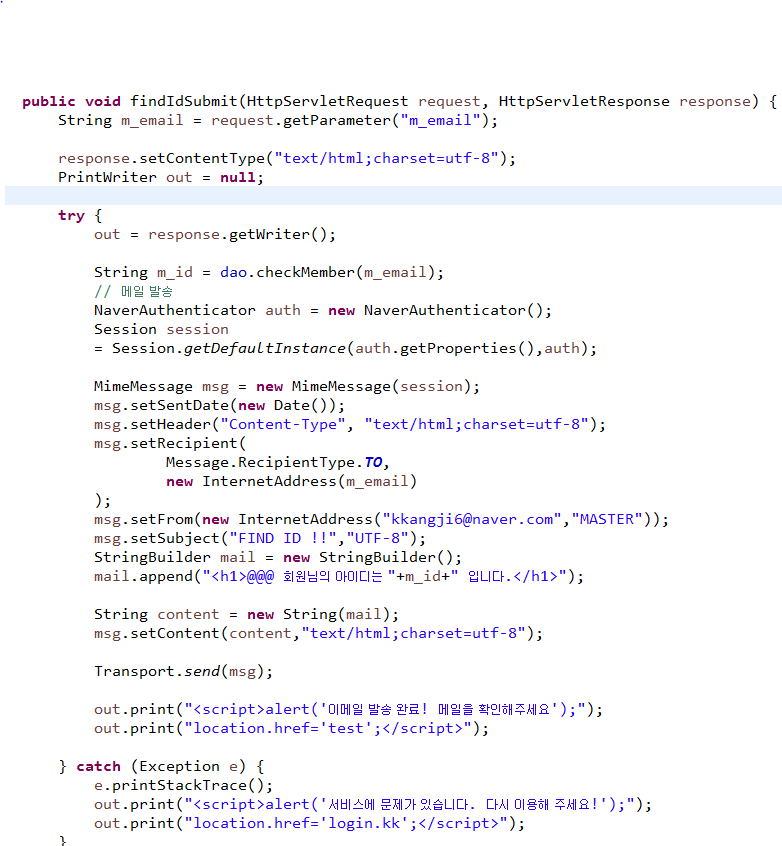 public void findIdSubmit(HttpServletRequest request, HttpServletResponse response) {
String m_email = request.getParameter("m_email");
response.setContentType("text/html;charset=utf-8");
PrintWriter out = null;
try {
out = response.getWriter();
String m_id = dao.checkMember(m_email);
// 메일 발송
NaverAuthenticator auth = new NaverAuthenticator();
Session session
= Session.getDefaultInstance(auth.getProperties(),auth);
MimeMessage msg = new MimeMessage(session);
msg.setSentDate(new Date());
msg.setHeader("Content-Type", "text/html;charset=utf-8");
msg.setRecipient(
Message.RecipientType.TO,
new InternetAddress(m_email)
);
msg.setFrom(new InternetAddress("kkangji6@naver.com","MASTER"));
msg.setSubject("FIND ID !!","UTF-8");
StringBuilder mail = new StringBuilder();
mail.append("<h1>@@@ 회원님의 아이디는 "+m_id+" 입니다.</h1>");
String content = new String(mail);
msg.setContent(content,"text/html;charset=utf-8");
Transport.send(msg);
out.print("<script>alert('이메일 발송 완료! 메일을 확인해주세요');");
out.print("location.href='test';</script>");
} catch (Exception e) {
e.printStackTrace();
out.print("<script>alert('서비스에 문제가 있습니다. 다시 이용해 주세요!');");
out.print("location.href='login.kk';</script>");
}